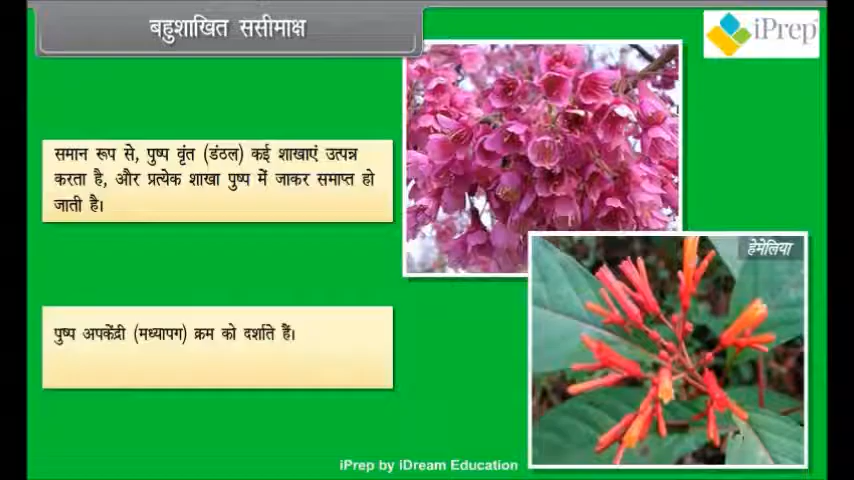 बहुशाखित ससीमाक्ष
iPrep
समान रूप से, पुष्प वृंत (डंठल) कई शाखाएं उत्पन्न
करता है, और प्रत्येक शाखा पुष्प में जाकर समाप्त हो
जाती है।
हेमेलिया
पुष्प अपकेंद्री (मध्यापग) क्रम को दर्शाते हैं।
iPrep by iDream Education